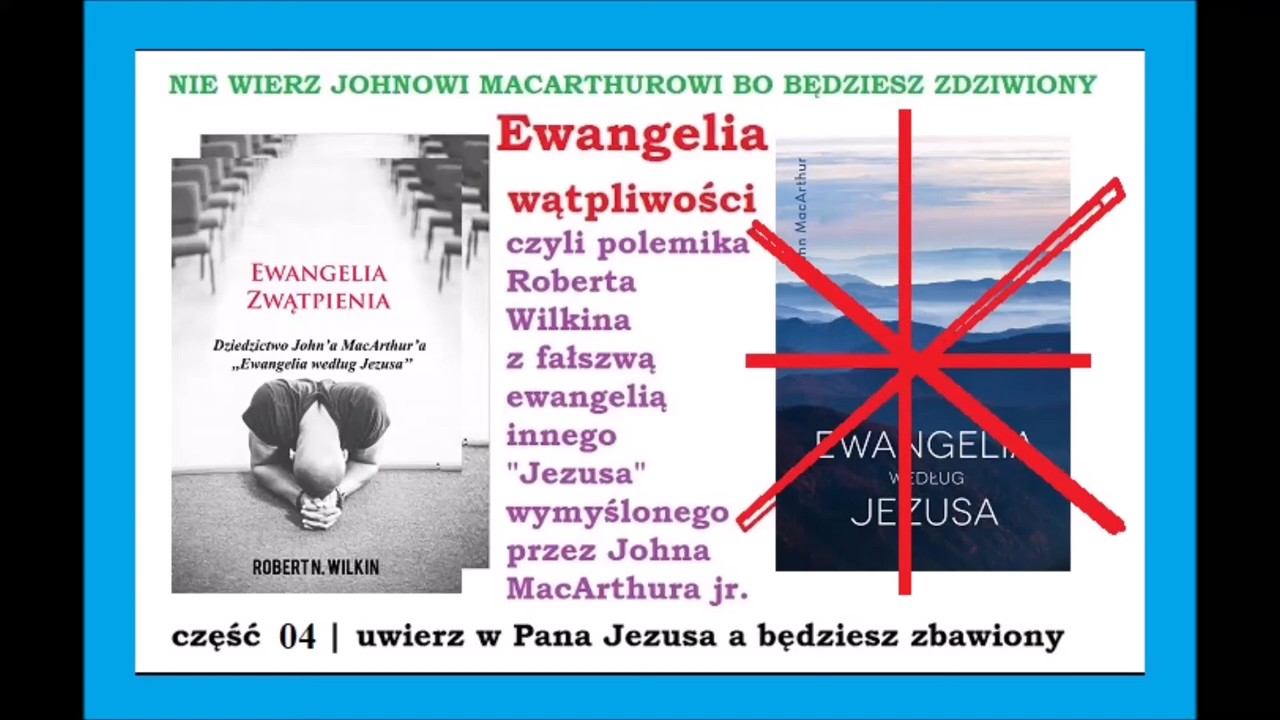 NIE WIERZ JOHNOWI MACARTHUROWI BO BĘDZIESZ ZDZIWIONY
EWANGELIA
ZWĄTPIENIA
Dziedzictwo John'a MacArthur'a
„Ewangelia według Jezusa”
ROBERT N. WILKIN
Ewangelia
wątpliwości
czyli polemika
Roberta
Wilkina
z fałszwą
ewangelią
innego
"Jezusa"
wymyślonego
przez Johna
MacArthura jr.
MacArthur
EWANGELIA
WEDŁUG
JEZUSA
część 04 | uwierz w Pana Jezusa a będziesz zbawiony